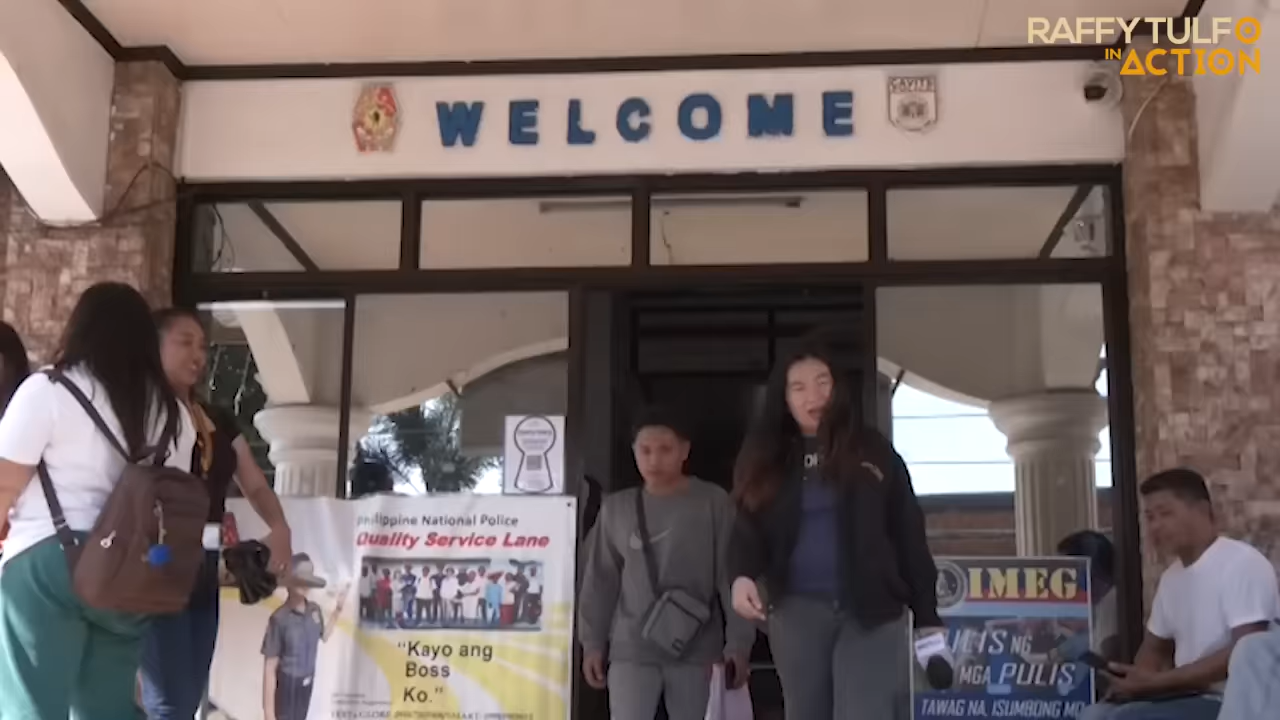 RAFFY TULFO
IN ACTION
CAVITE
WELCOME
Philippine National Police
Quality Service Lane
"Kayo ang
Boss
Ko."
IMEG
PULIS NG
MGA PULIS
TAWAG NA, ISUMBONG MO